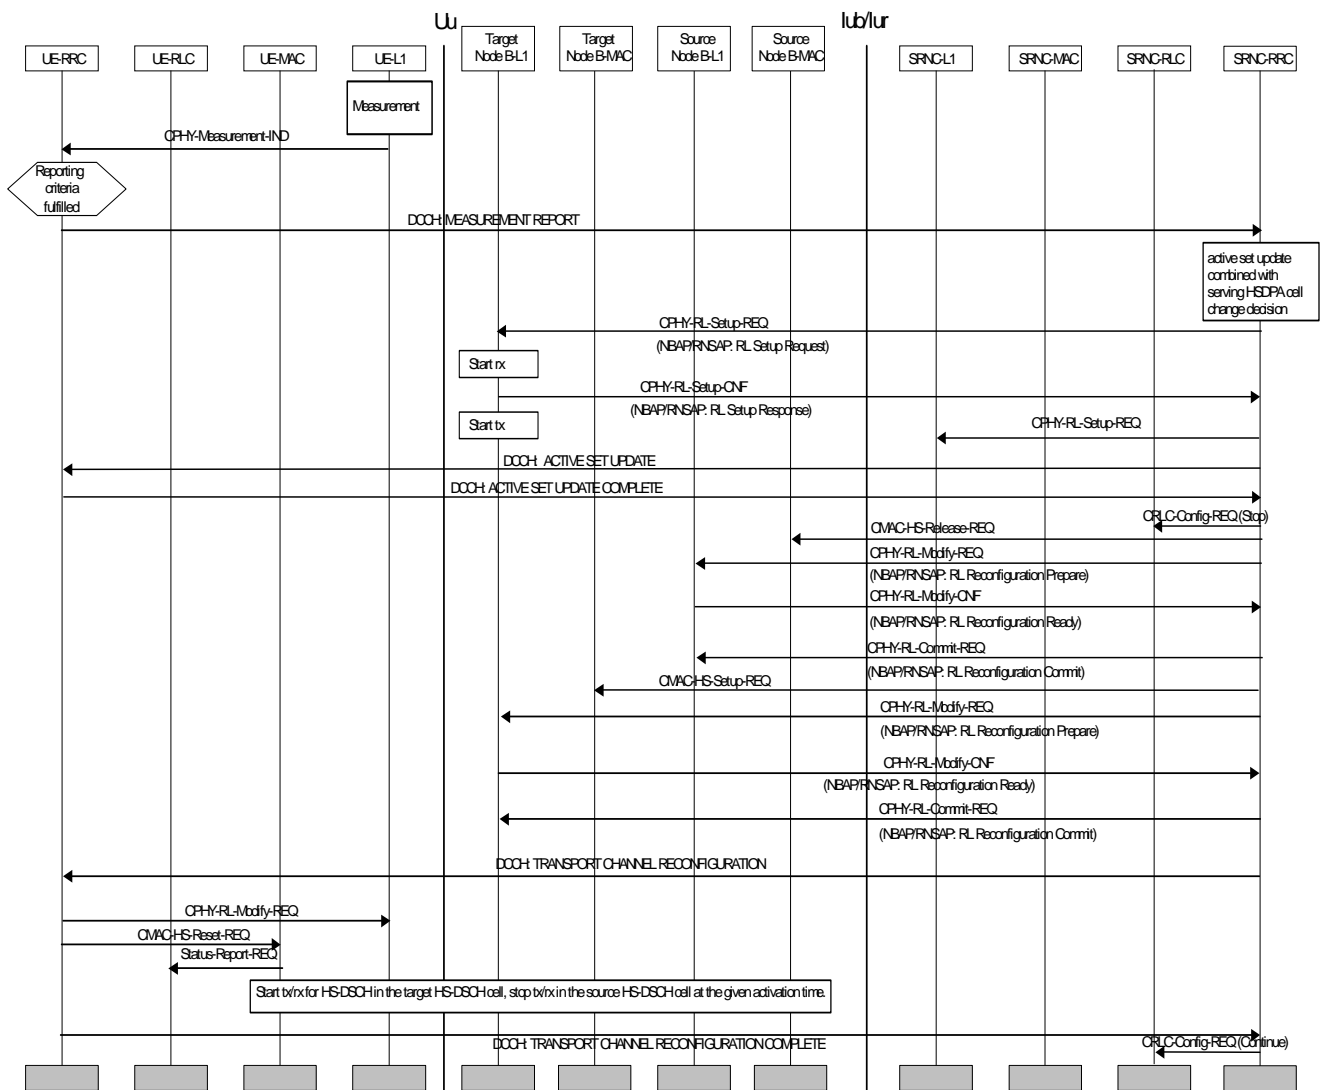 Uu
Iub/Iur
UE-RRC
UE-RLC
UE-MAC
UE-L1
Target
Node B-L1
Target
Node B-MAC
Source
Node B-L1
Source
Node B-MAC
SRNC-L1
SRNC-MAC
SRNC-RLC
SRNC-RRC
Measurement
CPHY-Measurement-IND
Reporting
criteria
fulfilled
DCCH: MEASUREMENT REPORT
active set update
combined with
serving HSDPA cell
change decision
CPHY-RL-Setup-REQ
(NBAP/RNSAP: RL Setup Request)
Start rx
CPHY-RL-Setup-CNF
(NBAP/RNSAP: RL Setup Response)
Start tx
CPHY-RL-Setup-REQ
DCCH: ACTIVE SET UPDATE
DCCH: ACTIVE SET UPDATE COMPLETE
CRLC-Config-REQ (Stop)
CMAC-HS-Release-REQ
CPHY-RL-Modify-REQ
(NBAP/RNSAP: RL Reconfiguration Prepare)
CPHY-RL-Modify-CNF
(NBAP/RNSAP: RL Reconfiguration Ready)
CPHY-RL-Commit-REQ
(NBAP/RNSAP: RL Reconfiguration Commit)
CMAC-HS-Setup-REQ
CPHY-RL-Modify-REQ
(NBAP/RNSAP: RL Reconfiguration Prepare)
CPHY-RL-Modify-CNF
(NBAP/RNSAP: RL Reconfiguration Ready)
CPHY-RL-Commit-REQ
(NBAP/RNSAP: RL Reconfiguration Commit)
DCCH: TRANSPORT CHANNEL RECONFIGURATION
CPHY-RL-Modify-REQ
CMAC-HS-Reset-REQ
Status-Report-REQ
Start tx/rx for HS-DSCH in the target HS-DSCH cell, stop tx/rx in the source HS-DSCH cell at the given activation time.
DCCH: TRANSPORT CHANNEL RECONFIGURATION COMPLETE
CRLC-Config-REQ (Continue)